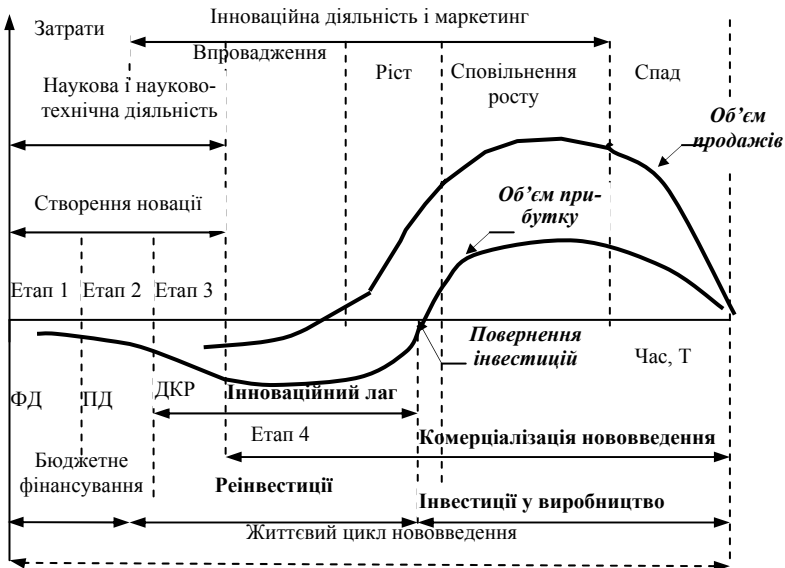 Інноваційна діяльність і маркетинг
Затрати
Впровадження
Ріст
Сповільнення
росту
Спад
Наукова і науково-
технічна діяльність
Об’єм
продажів
Створення новації
Об’єм при-
бутку
Етап 1
Етап 2
Етап 3
Повернення
інвестицій
Час, Т
ФД
ПД
ДКР
Інноваційний лаг
Етап 4
Комерціалізація нововведення
Бюджетне
фінансування
Реінвестиції
Інвестиції у виробництво
Життєвий цикл нововведення